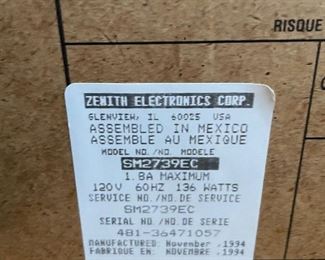 RISQUE
ZENITH ELECTRONICS CORP.
GLENVIEW, IL 60025 USA
ASSEMBLED IN MEXICO
ASSEMBLE AU MEXIQUE
MODEL NO./NO. MODELE
SM2739EC
1.8A MAXIMUM
120V 60HZ 136 WATTS
SERVICE NO./NO. DE SERVICE
SM2739EC
SERIAL NO./NO DE SERIE
481-36471057
MANUFACTURED: November ,1994
FABRIQUE EN: Novembre ,1994